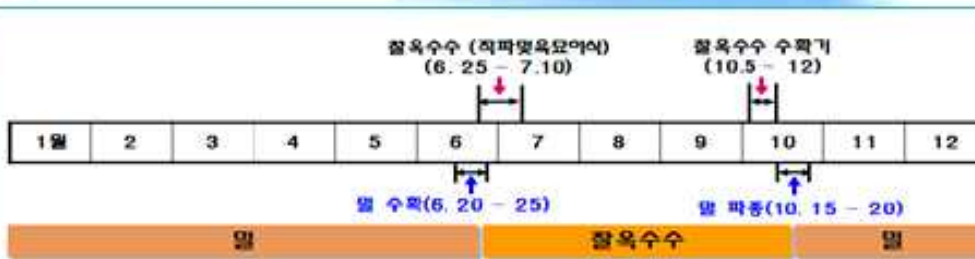 찰옥수수 (직파및육묘이식)
(6. 25 - 7.10)
찰옥수수 수확기
(10.5 - 12)
1월 2 3 4 5 6 7 8 9 10 11 12
밀 수확(6. 20 - 25)
밀 파종(10. 15 - 20)
밀 찰옥수수 밀